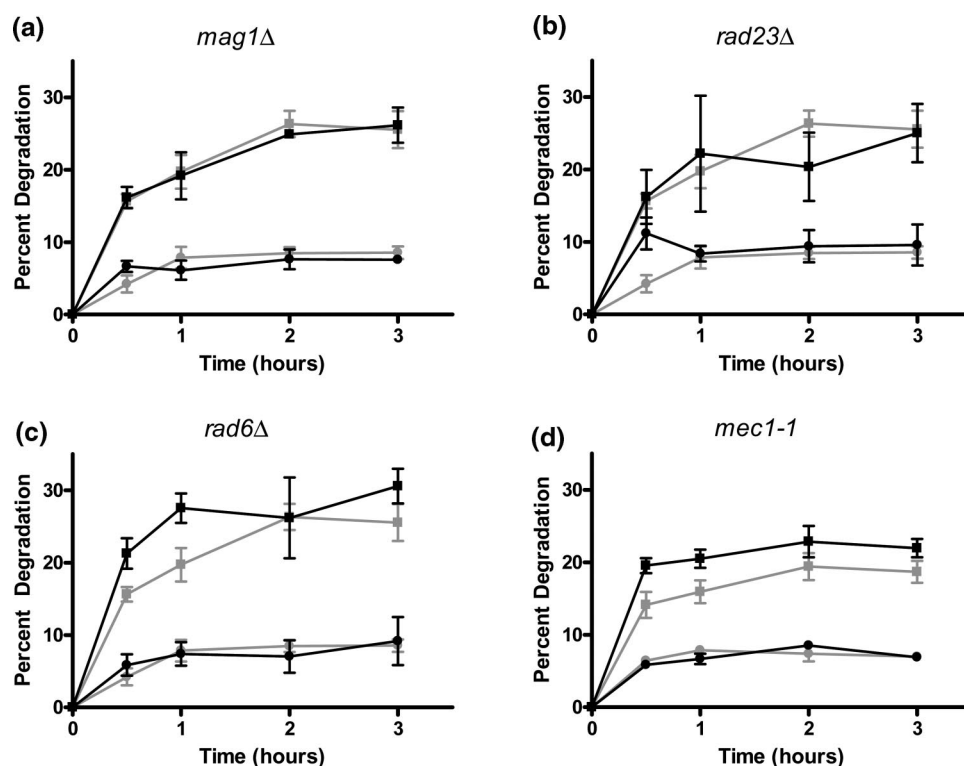 (a)
mag1Δ
Percent Degradation
30
20
10
0
0 1 2 3
Time (hours)
(b)
rad23Δ
Percent Degradation
30
20
10
0
0 1 2 3
Time (hours)
(c)
rad6Δ
Percent Degradation
30
20
10
0
0 1 2 3
Time (hours)
(d)
mec1-1
Percent Degradation
30
20
10
0
0 1 2 3
Time (hours)